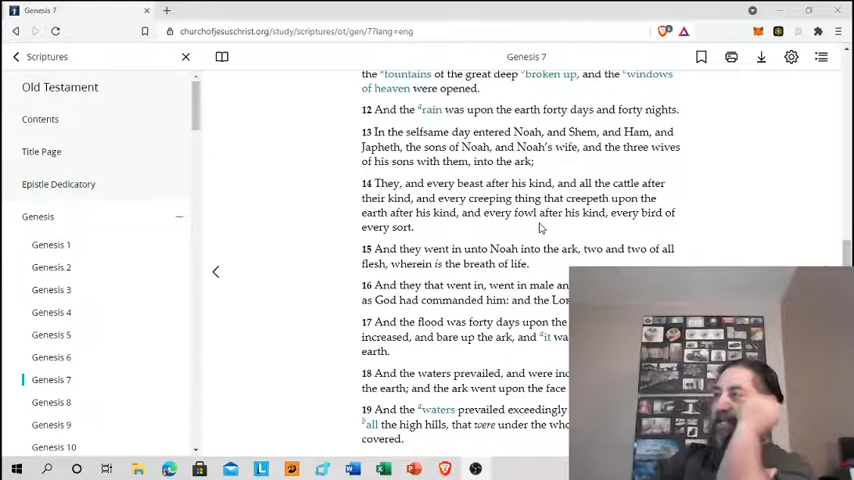 Genesis 7
churchofjesuschrist.org/study/scriptures/ot/gen/7?lang=eng
Scriptures
Genesis 7
Old Testament
Contents
Title Page
Epistle Dedicatory
Genesis
Genesis 1
Genesis 2
Genesis 3
Genesis 4
Genesis 5
Genesis 6
Genesis 7
Genesis 8
Genesis 9
Genesis 10
the afountains of the great deep bbroken up, and the cwindows
of heaven were opened.
12 And the arain was upon the earth forty days and forty nights.
13 In the selfsame day entered Noah, and Shem, and Ham, and
Japheth, the sons of Noah, and Noah's wife, and the three wives
of his sons with them, into the ark;
14 They, and every beast after his kind, and all the cattle after
their kind, and every creeping thing that creepeth upon the
earth after his kind, and every fowl after his kind, every bird of
every sort.
15 And they went in unto Noah into the ark, two and two of all
flesh, wherein is the breath of life.
16 And they that went in, went in male an
as God had commanded him: and the Lor
17 And the flood was forty days upon the
increased, and bare up the ark, and ait wa
earth.
18 And the waters prevailed, and were inc
the earth; and the ark went upon the face
19 And the awaters prevailed exceedingly
ball the high hills, that were under the who
covered.